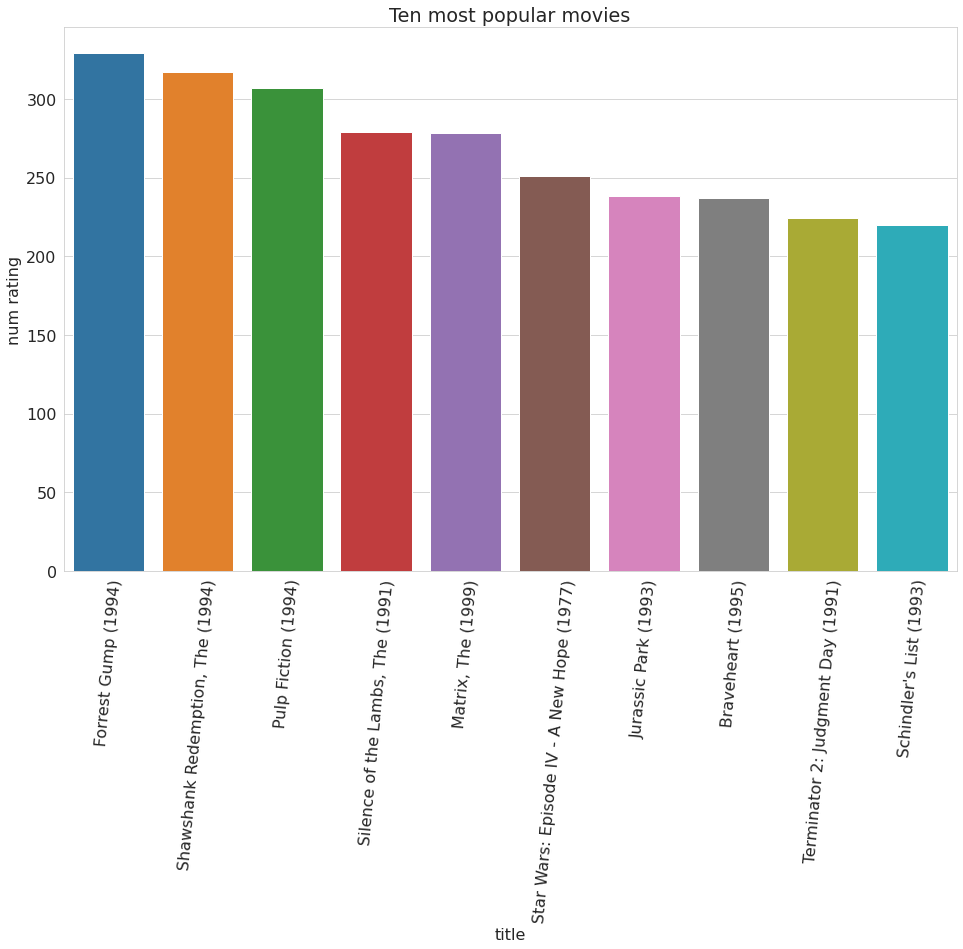 Ten most popular movies
num rating
300
250
200
150
100
50
0
Forrest Gump (1994)
Shawshank Redemption, The (1994)
Pulp Fiction (1994)
Silence of the Lambs, The (1991)
Matrix, The (1999)
Star Wars: Episode IV - A New Hope (1977)
Jurassic Park (1993)
Braveheart (1995)
Terminator 2: Judgment Day (1991)
Schindler's List (1993)
title